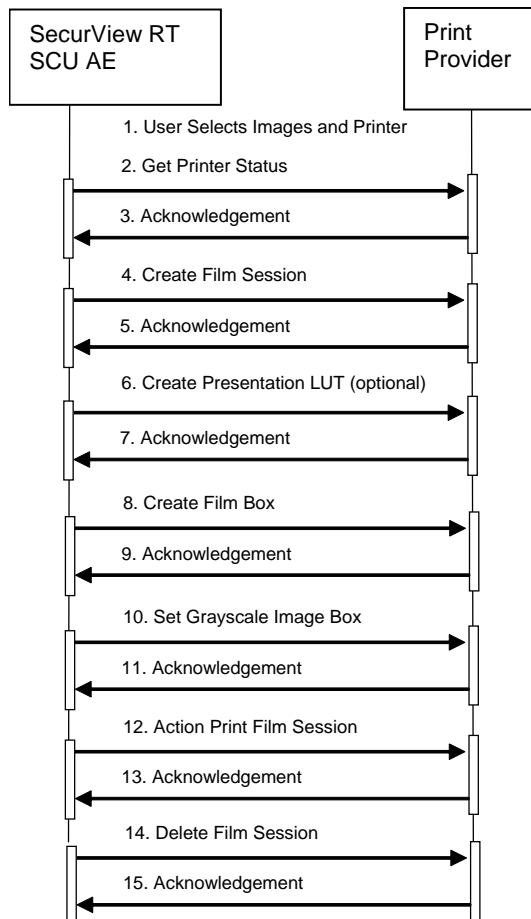 SecurView RT
SCU AE
Print
Provider
1. User Selects Images and Printer
2. Get Printer Status
3. Acknowledgement
4. Create Film Session
5. Acknowledgement
6. Create Presentation LUT (optional)
7. Acknowledgement
8. Create Film Box
9. Acknowledgement
10. Set Grayscale Image Box
11. Acknowledgement
12. Action Print Film Session
13. Acknowledgement
14. Delete Film Session
15. Acknowledgement